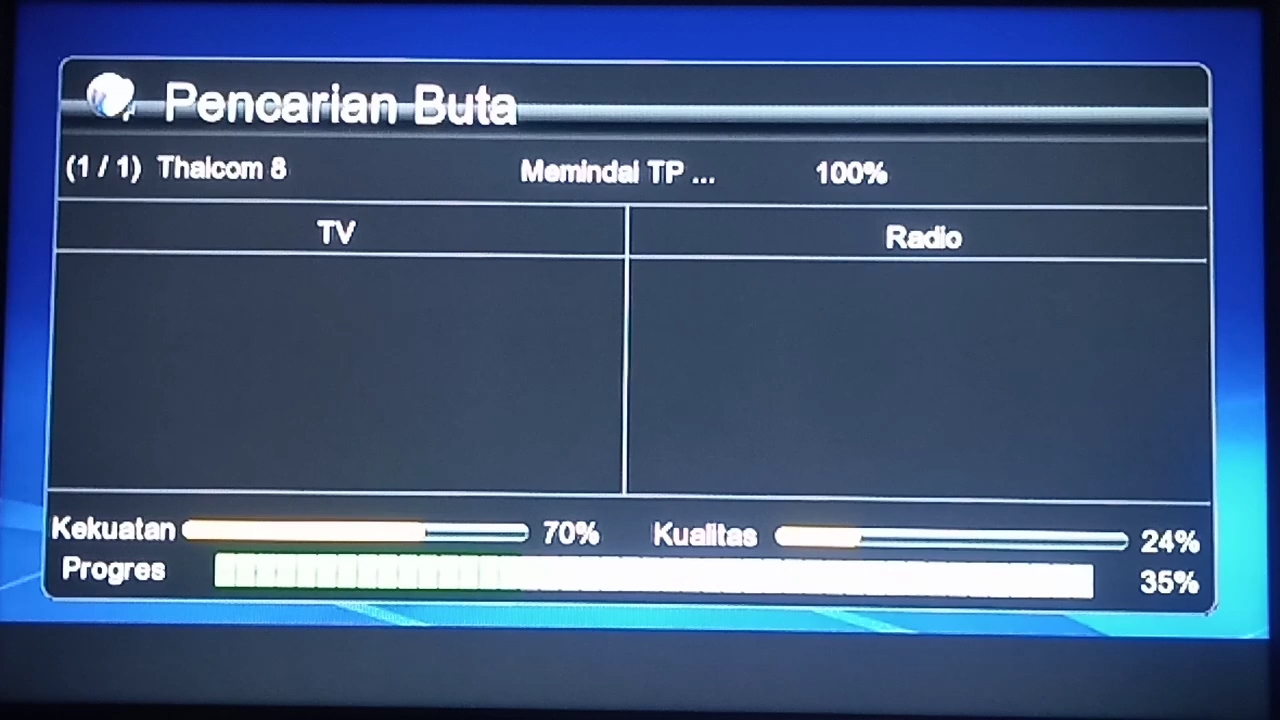 Pencarian Buta
(1 / 1) Thaicom 8 Memindai TP ... 100%
TV Radio
Kekuatan 70% Kualitas 24%
Progres 35%